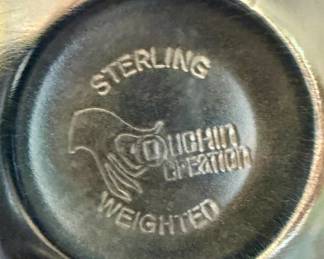 STERLING
DUCHIN
CREATION
WEIGHTED